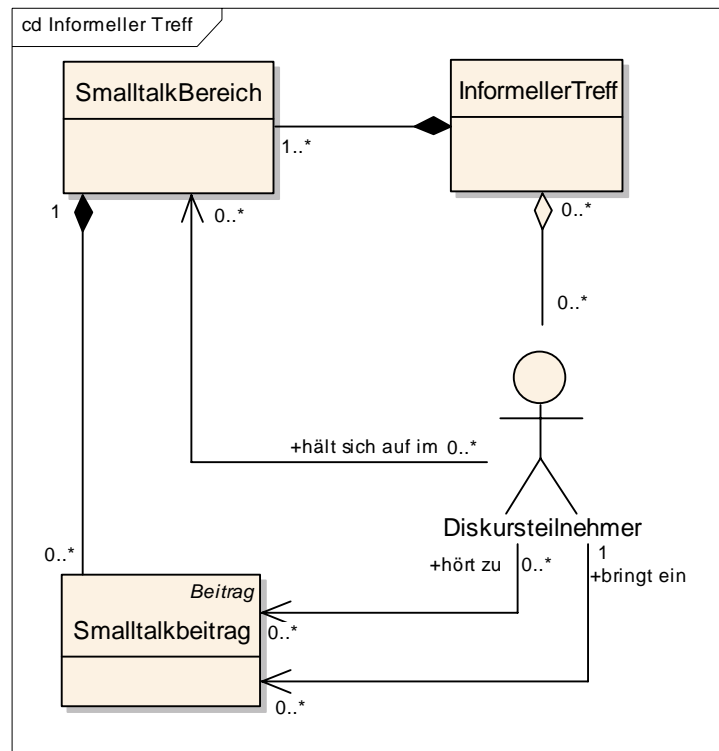 cd Informeller Treff
SmalltalkBereich
InformellerTreff
1..*
1
0..*
0..*
0..*
+hält sich auf im 0..*
Diskursteilnehmer
+hört zu 0..*
1
+bringt ein
0..*
Beitrag
Smalltalkbeitrag
0..*
0..*